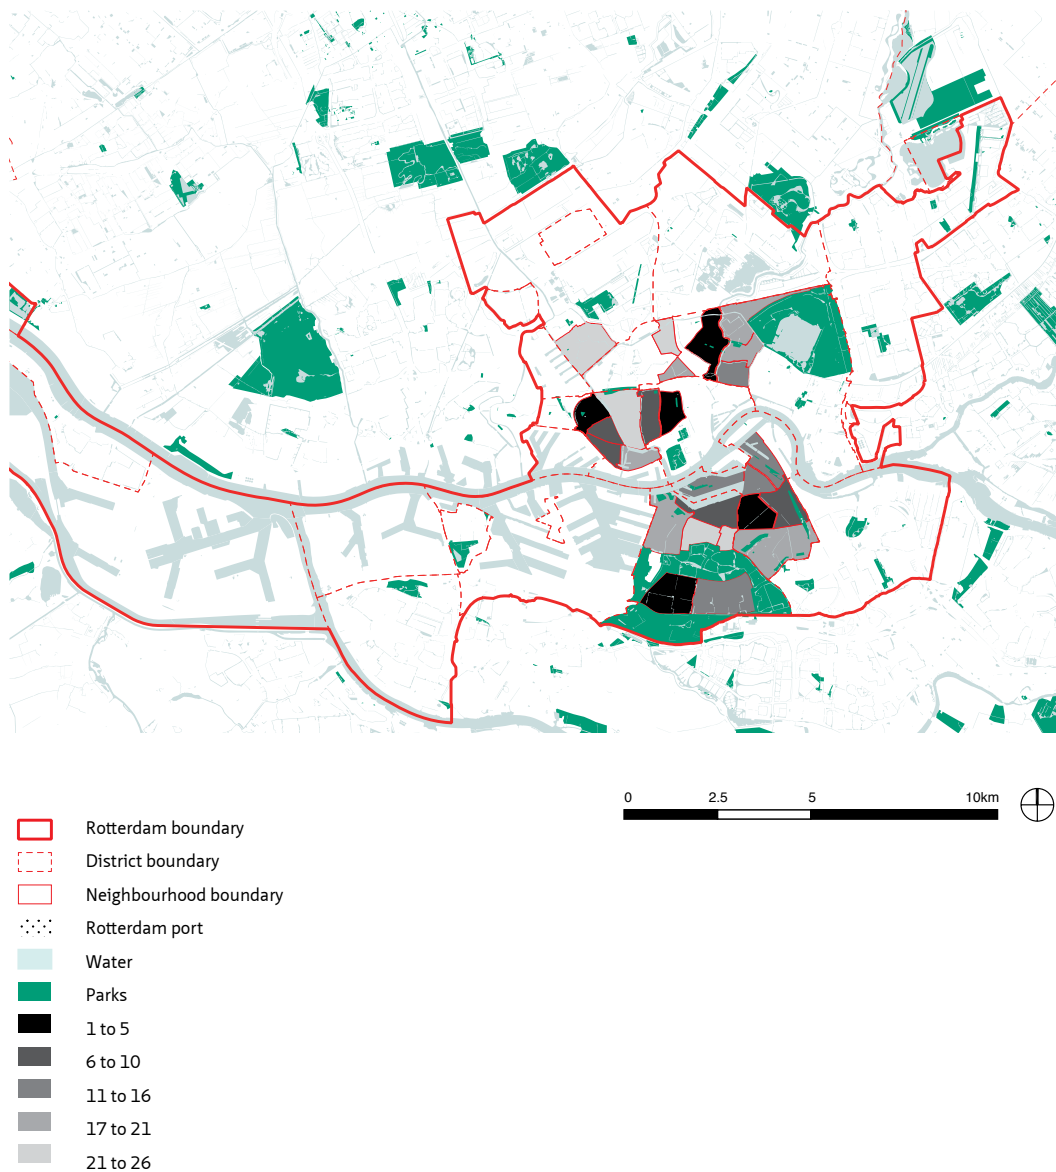 0 2.5 5 10km
Rotterdam boundary
District boundary
Neighbourhood boundary
Rotterdam port
Water
Parks
1 to 5
6 to 10
11 to 16
17 to 21
21 to 26